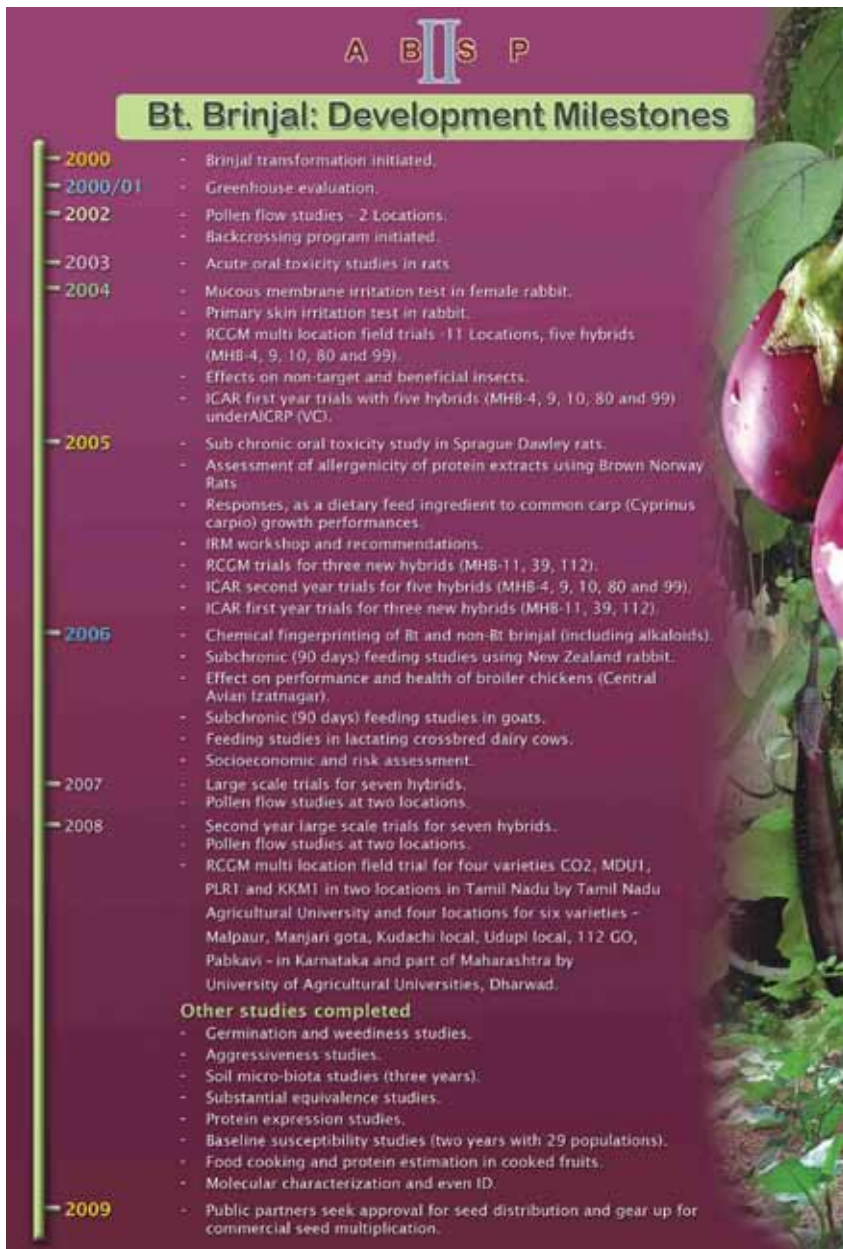 A B II S P
Bt. Brinjal: Development Milestones
2000 - Brinjal transformation initiated.
2000/01 - Greenhouse evaluation.
2002 - Pollen flow studies - 2 Locations.
- Backcrossing program initiated.
2003 - Acute oral toxicity studies in rats
2004 - Mucous membrane irritation test in female rabbit.
- Primary skin irritation test in rabbit.
- RCGM multi location field trials -11 Locations, five hybrids
(MHB-4, 9, 10, 80 and 99).
- Effects on non-target and beneficial insects.
- ICAR first year trials with five hybrids (MHB-4, 9, 10, 80 and 99)
underAICRP (VC).
2005 - Sub chronic oral toxicity study in Sprague Dawley rats.
- Assessment of allergenicity of protein extracts using Brown Norway
Rats
- Responses, as a dietary feed ingredient to common carp (Cyprinus
carpio) growth performances.
- IRM workshop and recommendations.
- RCGM trials for three new hybrids (MHB-11, 39, 112).
- ICAR second year trials for five hybrids (MHB-4, 9, 10, 80 and 99).
- ICAR first year trials for three new hybrids (MHB-11, 39, 112).
2006 - Chemical fingerprinting of Bt and non-Bt brinjal (including alkaloids).
- Subchronic (90 days) feeding studies using New Zealand rabbit.
- Effect on performance and health of broiler chickens (Central
Avian Izatnagar).
- Subchronic (90 days) feeding studies in goats.
- Feeding studies in lactating crossbred dairy cows.
- Socioeconomic and risk assessment.
2007 - Large scale trials for seven hybrids.
- Pollen flow studies at two locations.
2008 - Second year large scale trials for seven hybrids.
- Pollen flow studies at two locations.
- RCGM multi location field trial for four varieties CO2, MDU1,
PLR1 and KKM1 in two locations in Tamil Nadu by Tamil Nadu
Agricultural University and four locations for six varieties -
Malpaur, Manjari gota, Kudachi local, Udupi local, 112 GO,
Pabkavi - in Karnataka and part of Maharashtra by
University of Agricultural Universities, Dharwad.
Other studies completed
- Germination and weediness studies.
- Aggressiveness studies.
- Soil micro-biota studies (three years).
- Substantial equivalence studies.
- Protein expression studies.
- Baseline susceptibility studies (two years with 29 populations).
- Food cooking and protein estimation in cooked fruits.
- Molecular characterization and even ID.
2009 - Public partners seek approval for seed distribution and gear up for
commercial seed multiplication.